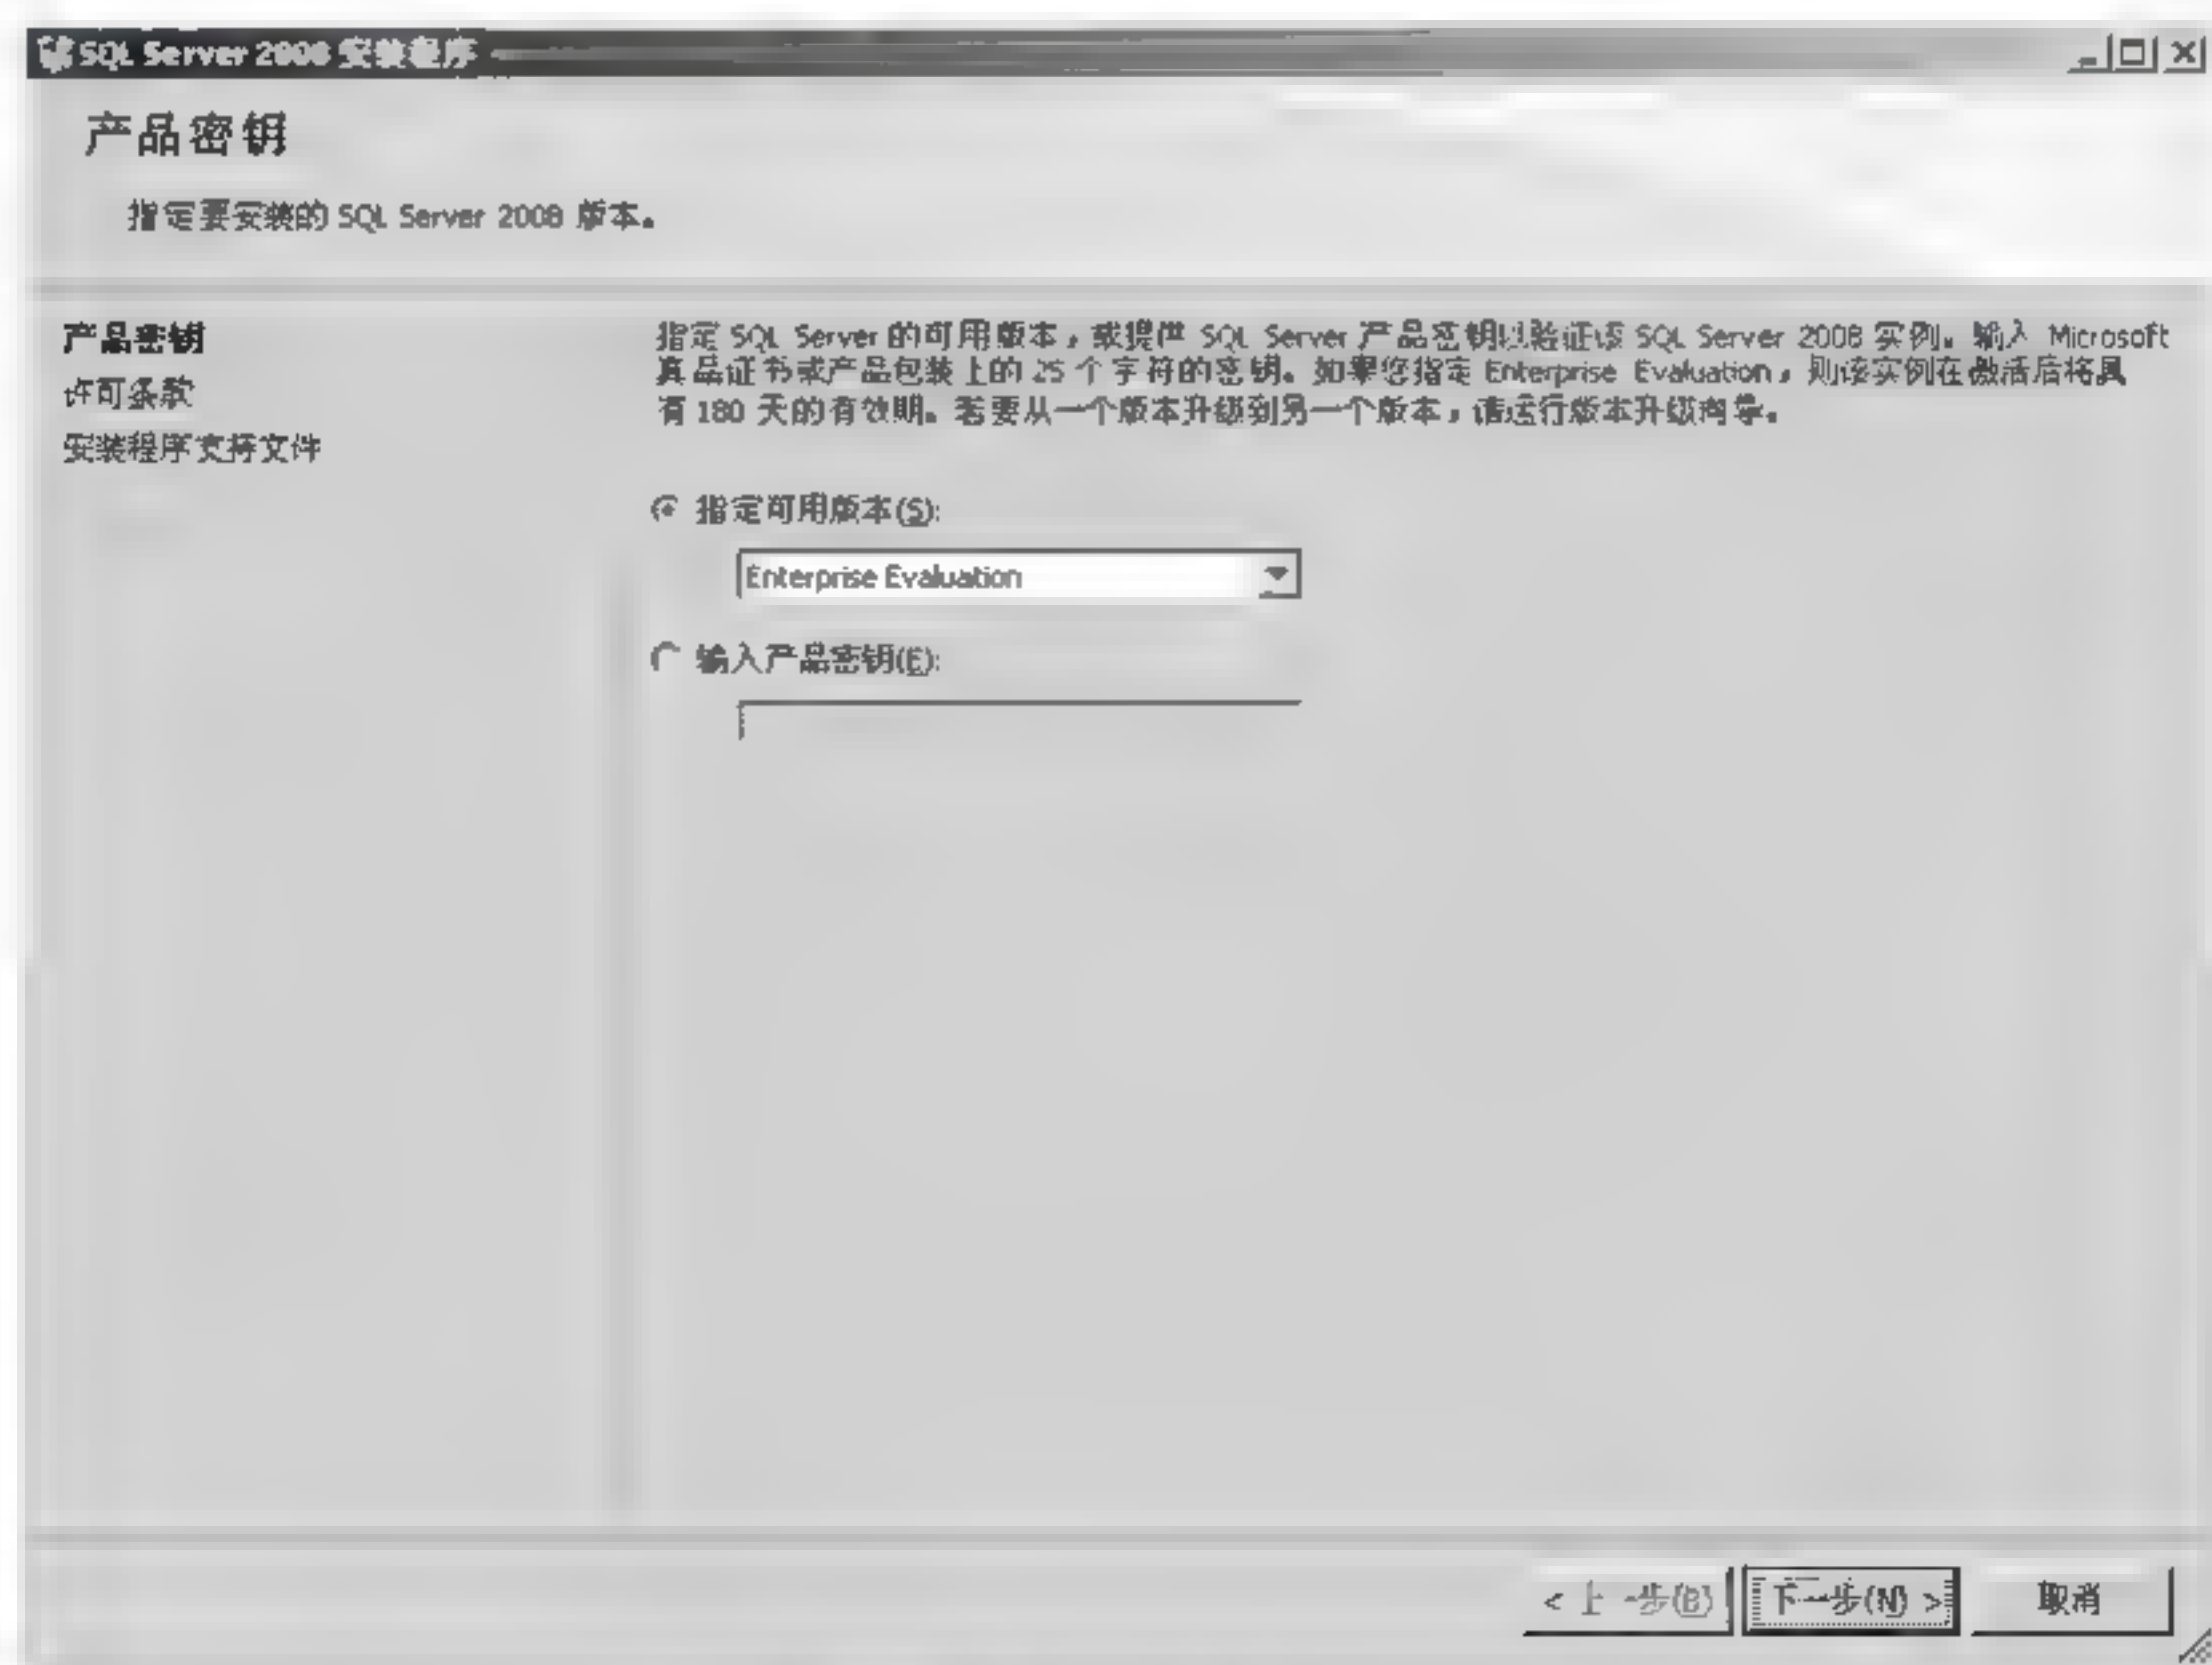 SQL Server 2008 安装程序
产品密钥
指定要安装的 SQL Server 2008 版本。
产品密钥
许可条款
安装程序支持文件
指定 SQL Server 的可用版本，或提供 SQL Server 产品密钥以验证该 SQL Server 2008 实例。输入 Microsoft
真品证书或产品包装上的 25 个字符的密钥。如果您指定 Enterprise Evaluation，则该实例在激活后将具
有 180 天的有效期。若要从一个版本升级到另一个版本，请运行版本升级向导。
指定可用版本(S):
Enterprise Evaluation
输入产品密钥(E):
< 上一步(B)
下一步(N) >
取消